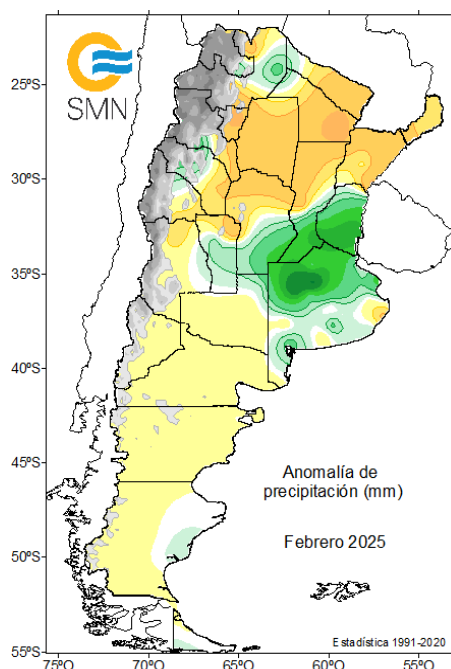 SMN
25ºS
30ºS
35ºS
40ºS
45ºS
50ºS
55ºS
Anomalía de
precipitación (mm)
Febrero 2025
Estadística 1991-2020
75ºO
70ºO
65ºO
60ºO
55ºO